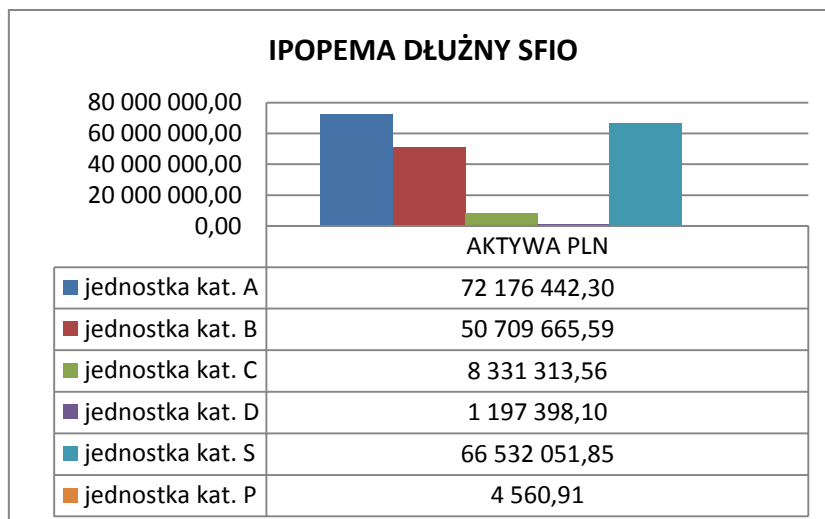 IPOPEMA DŁUŻNY SFIO
80 000 000,00
60 000 000,00
40 000 000,00
20 000 000,00
0,00
AKTYWA PLN
jednostka kat. A 72 176 442,30
jednostka kat. B 50 709 665,59
jednostka kat. C 8 331 313,56
jednostka kat. D 1 197 398,10
jednostka kat. S 66 532 051,85
jednostka kat. P 4 560,91